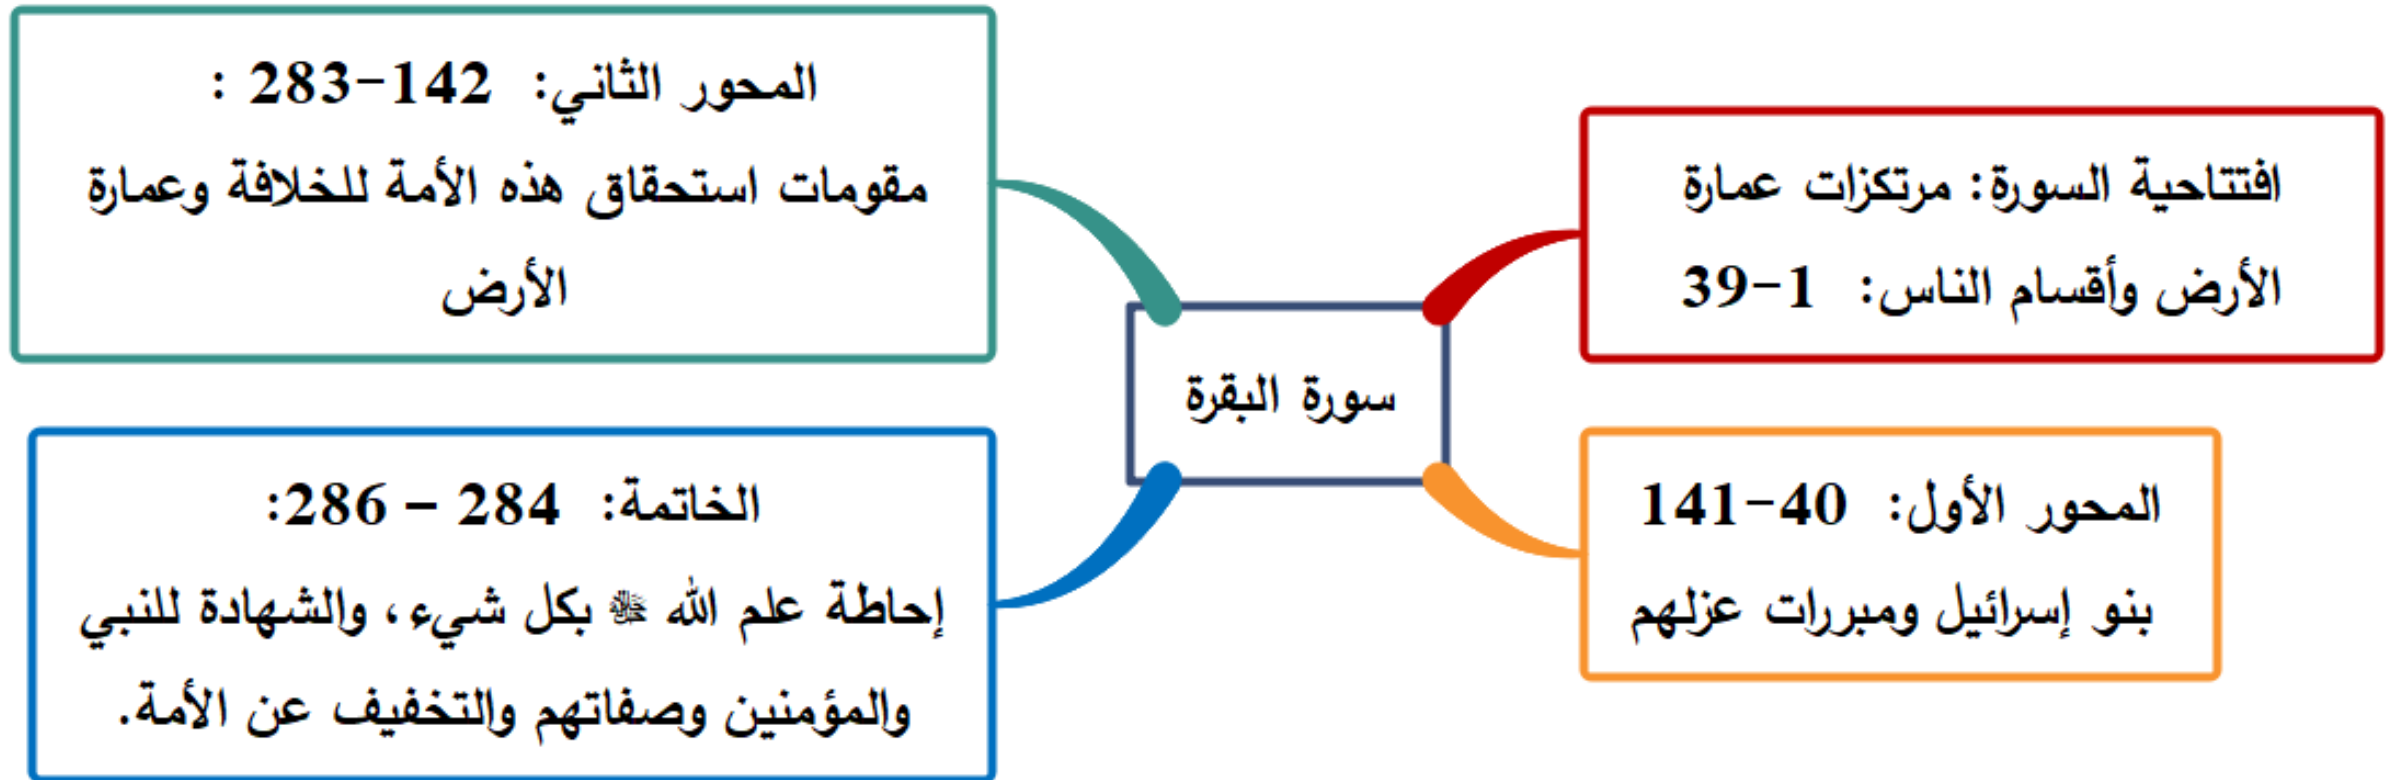 سورة البقرة
افتتاحية السورة: مرتكزات عمارة
الأرض وأقسام الناس: 1-39
المحور الأول: 40-141
بنو إسرائيل ومبررات عزلهم
المحور الثاني: 142-283 :
مقومات استحقاق هذه الأمة للخلافة وعمارة
الأرض
الخاتمة: 284 – 286:
إحاطة علم الله ﷻ بكل شيء، والشهادة للنبي
والمؤمنين وصفاتهم والتخفيف عن الأمة.